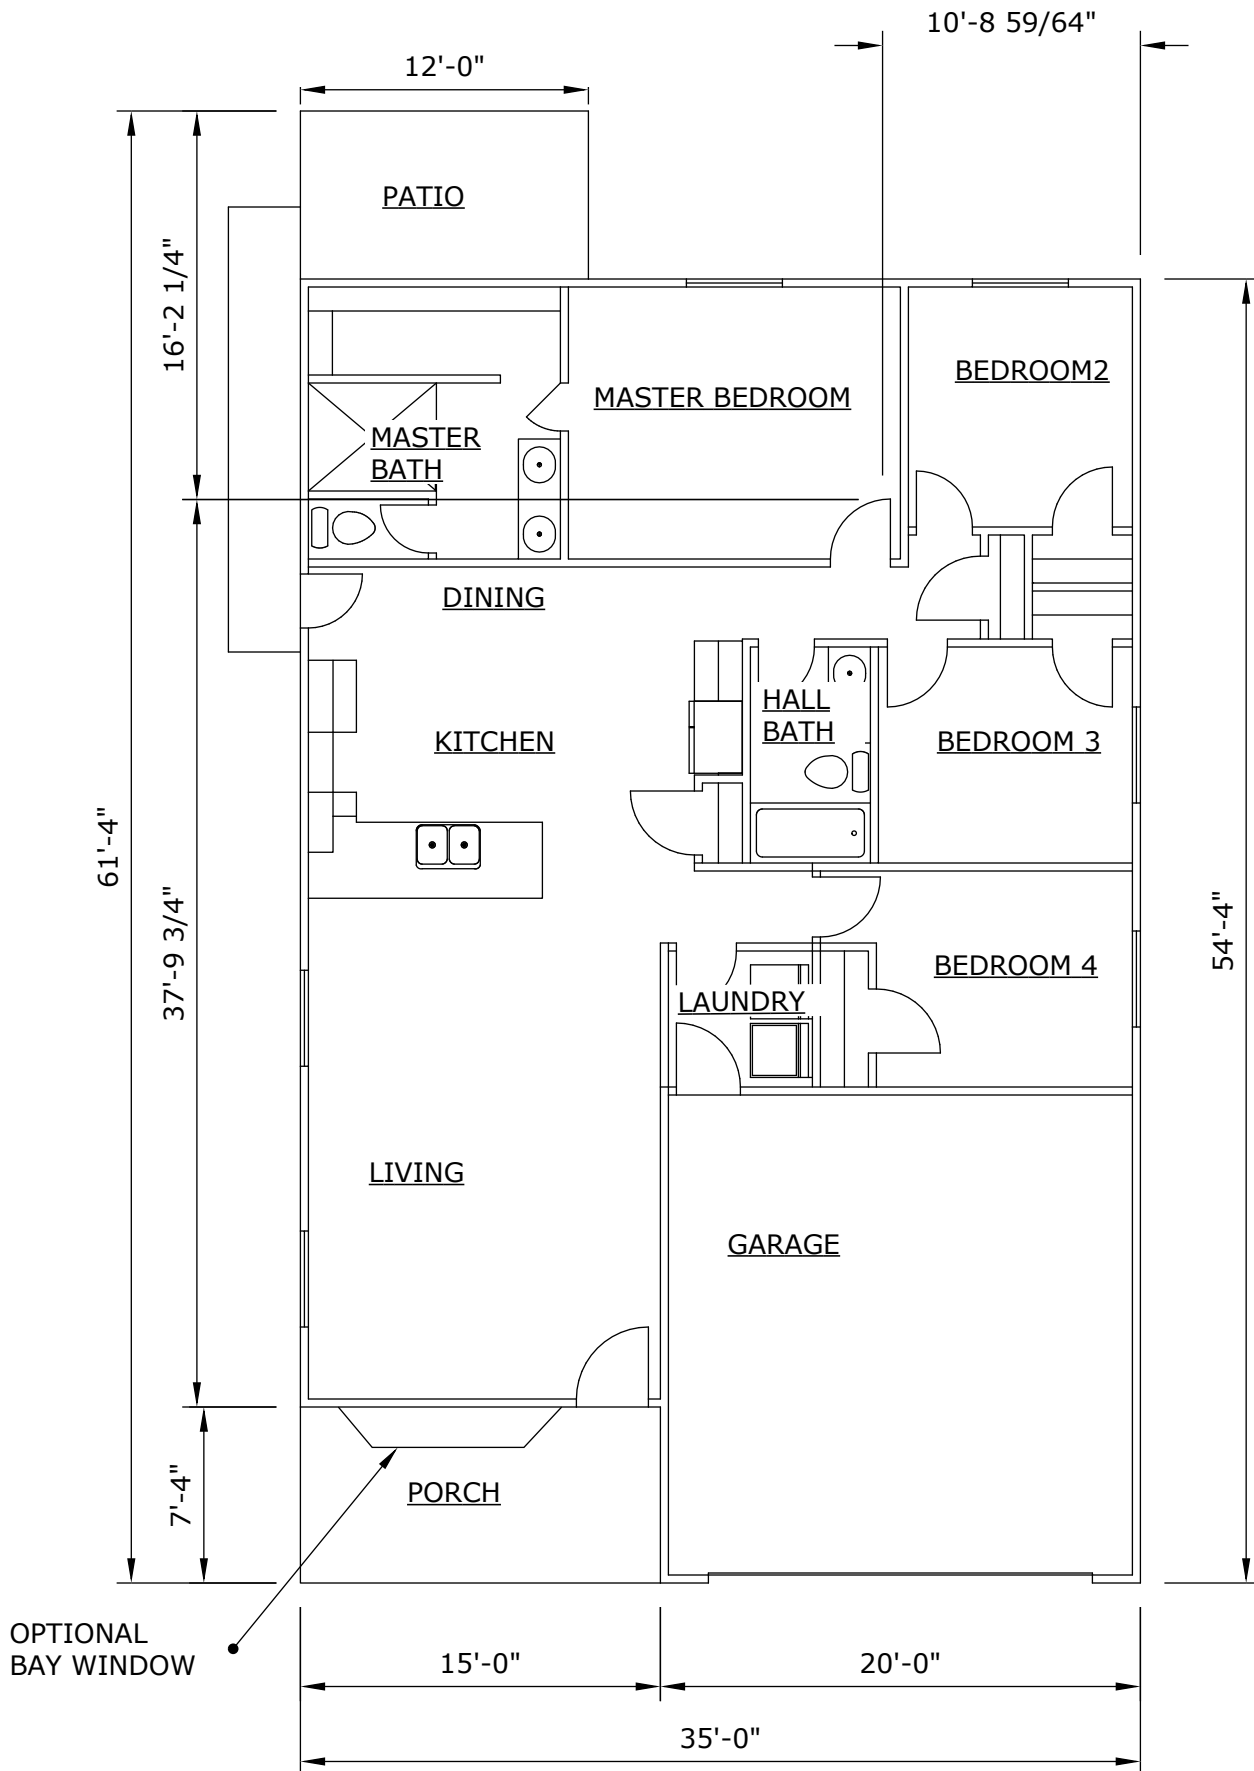 10'-8 59/64"
12'-0"
PATIO
16'-2 1/4"
BEDROOM2
MASTER BEDROOM
MASTER
BATH
DINING
HALL
BATH
KITCHEN
BEDROOM 3
61'-4"
37'-9 3/4"
54'-4"
BEDROOM 4
LAUNDRY
LIVING
GARAGE
7'-4"
PORCH
OPTIONAL
BAY WINDOW
15'-0"
20'-0"
35'-0"